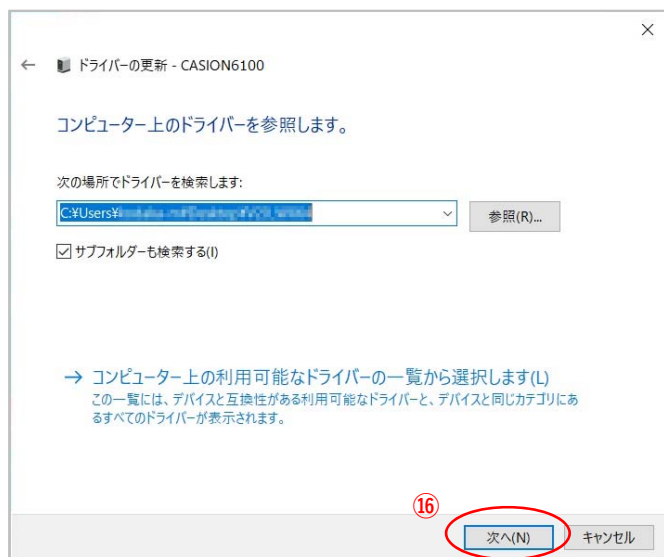 ドライバーの更新 - CASION6100
コンピューター上のドライバーを参照します。
次の場所でドライバーを検索します:
C:¥Users¥
参照(R)...
サブフォルダーも検索する(I)
→ コンピューター上の利用可能なドライバーの一覧から選択します(L)
この一覧には、デバイスと互換性がある利用可能なドライバーと、デバイスと同じカテゴリにあ
るすべてのドライバーが表示されます。
⑯
次へ(N)
キャンセル